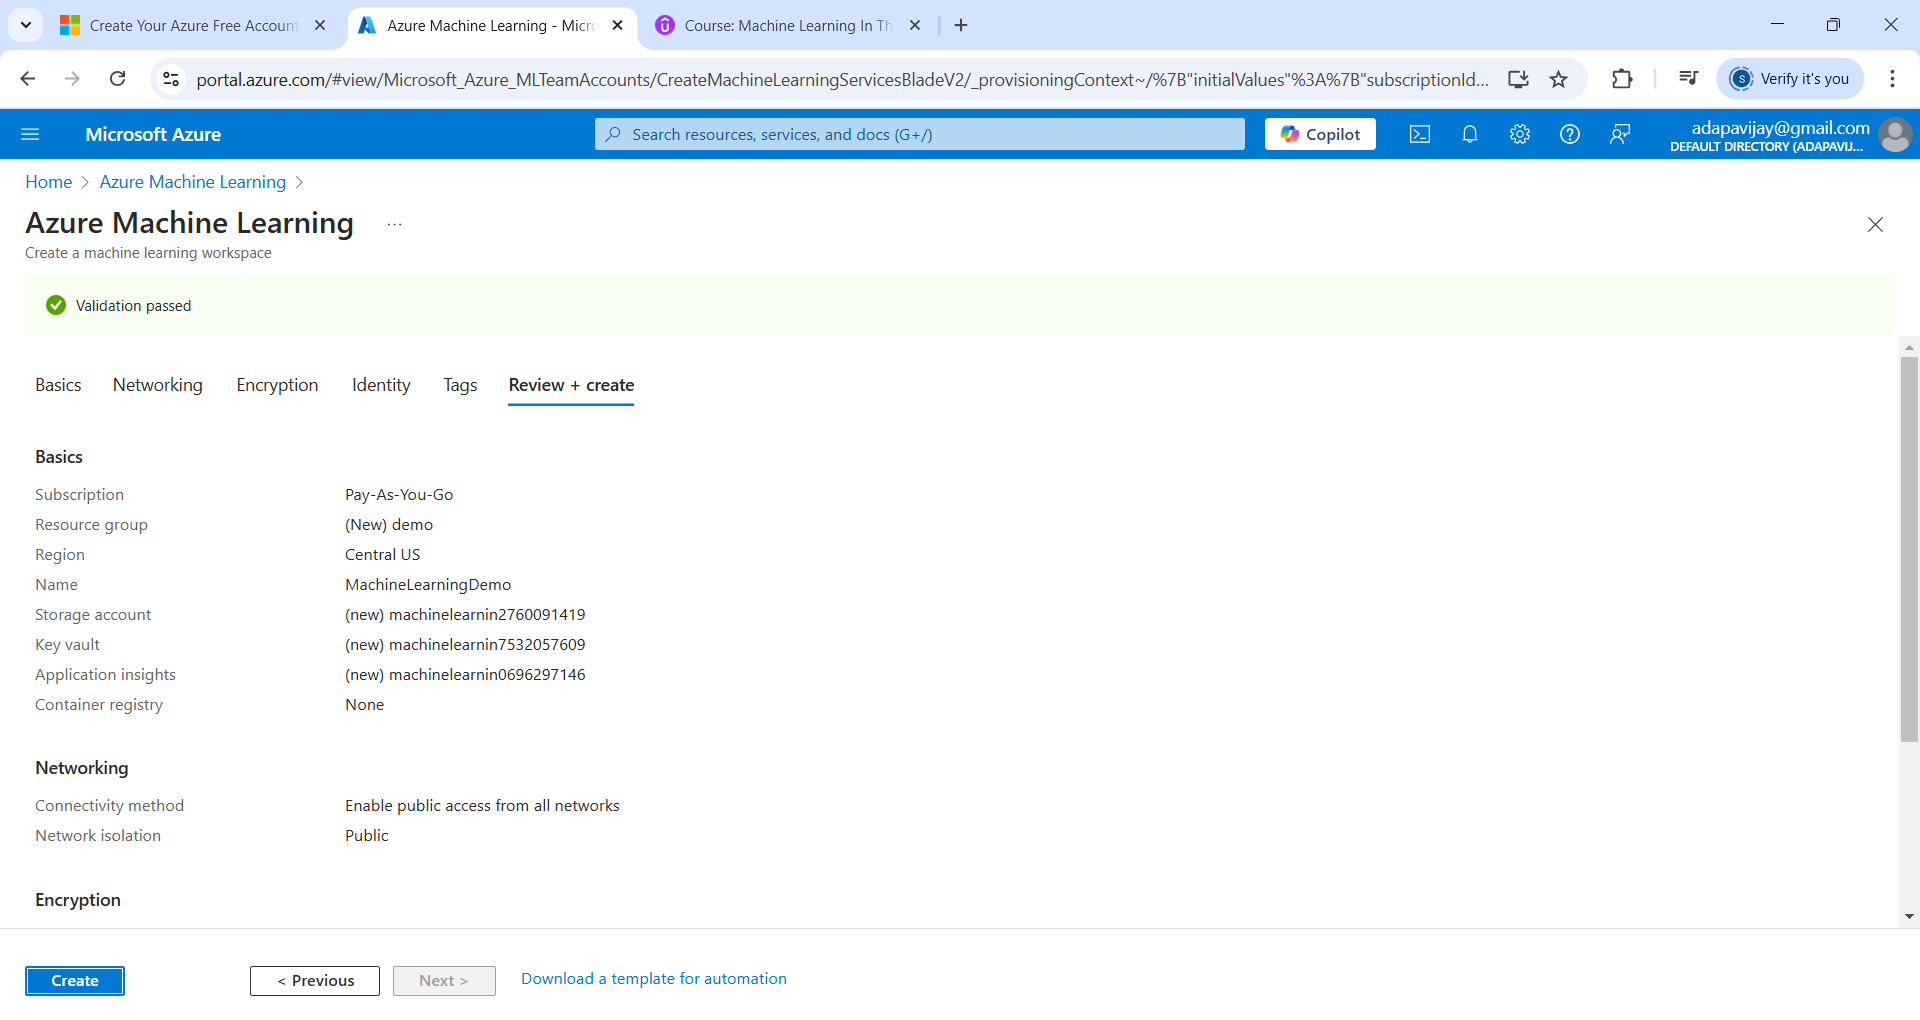 Create Your Azure Free Account
Azure Machine Learning - Micro
Course: Machine Learning In Th
portal.azure.com/#view/Microsoft_Azure_MLTeamAccounts/CreateMachineLearningServicesBladeV2/_provisioningContext~/%7B"initialValues"%3A%7B"subscriptionId...
S
Verify it's you
Microsoft Azure
Search resources, services, and docs (G+/)
Copilot
adapavijay@gmail.com
DEFAULT DIRECTORY (ADAPAVIJ...
Home > Azure Machine Learning >
Azure Machine Learning ...
Create a machine learning workspace
Validation passed
Basics Networking Encryption Identity Tags Review + create
Basics
Subscription Pay-As-You-Go
Resource group (New) demo
Region Central US
Name MachineLearningDemo
Storage account (new) machinelearnin2760091419
Key vault (new) machinelearnin7532057609
Application insights (new) machinelearnin0696297146
Container registry None
Networking
Connectivity method Enable public access from all networks
Network isolation Public
Encryption
Create < Previous Next > Download a template for automation